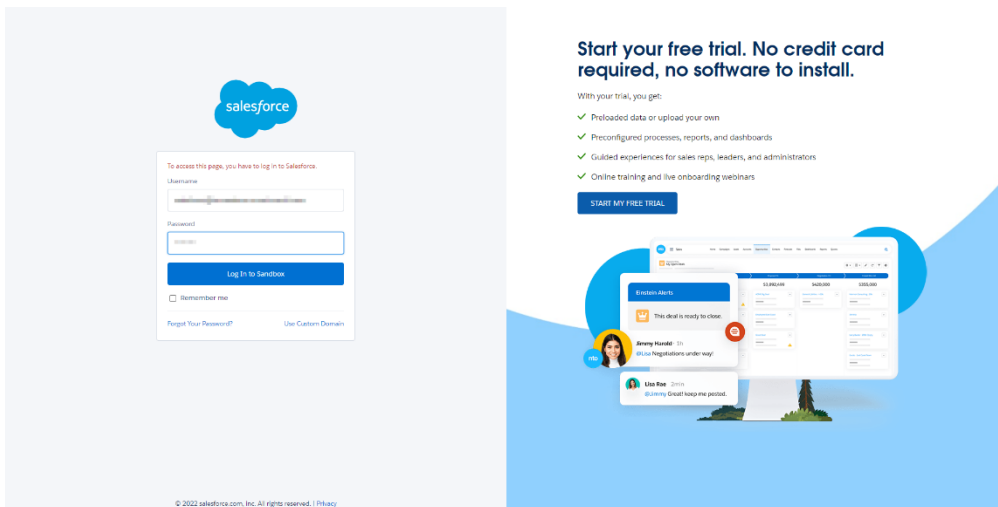 salesforce
To access this page, you have to log in to Salesforce.
Username
Password
Log In to Sandbox
Remember me
Forgot Your Password?
Use Custom Domain
© 2022 salesforce.com, inc. All rights reserved. | Privacy
Start your free trial. No credit card
required, no software to install.
With your trial, you get:
Preloaded data or upload your own
Preconfigured processes, reports, and dashboards
Guided experiences for sales reps, leaders, and administrators
Online training and live onboarding webinars
START MY FREE TRIAL
Einstein Alerts
This deal is ready to close.
Jimmy Harold · 1h
@Lisa Negotiations under way!
nto
Lisa Rae 2min
@Jimmy Great! keep me posted.